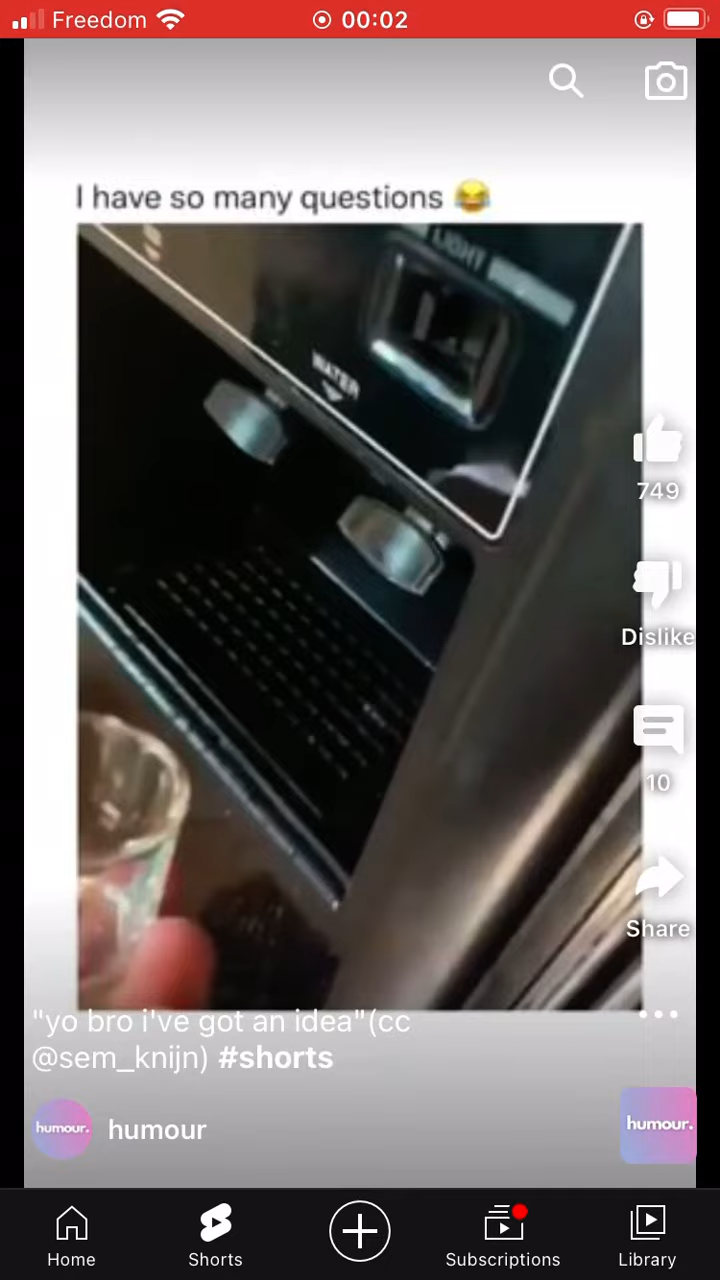 Freedom 00:02
I have so many questions 😂
LIGHT
WATER
749
Dislike
10
Share
"yo bro i've got an idea"(cc
@sem_knijn) #shorts
humour. humour humour.
Home Shorts Subscriptions Library